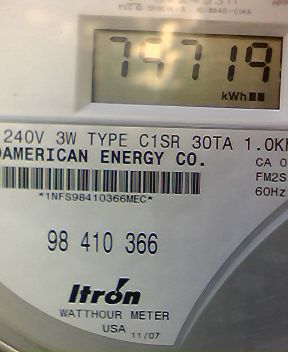 79719
kWh
240V 3W TYPE C1SR 30TA 1.0K
AMERICAN ENERGY CO.
CA 0
FM2S
60Hz
*1NFS98410366MEC*
98 410 366
Itron
WATTHOUR METER
USA 11/07